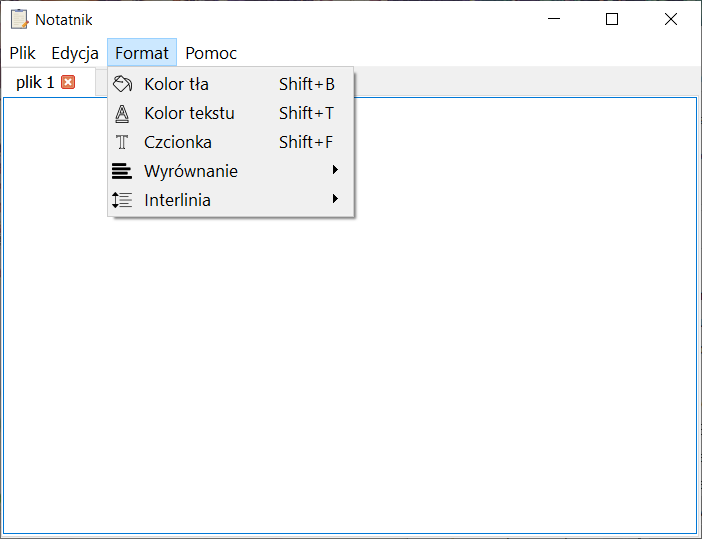 Notatnik
Plik Edycja Format Pomoc
plik 1
Kolor tła Shift+B
Kolor tekstu Shift+T
Czcionka Shift+F
Wyrównanie
Interlinia